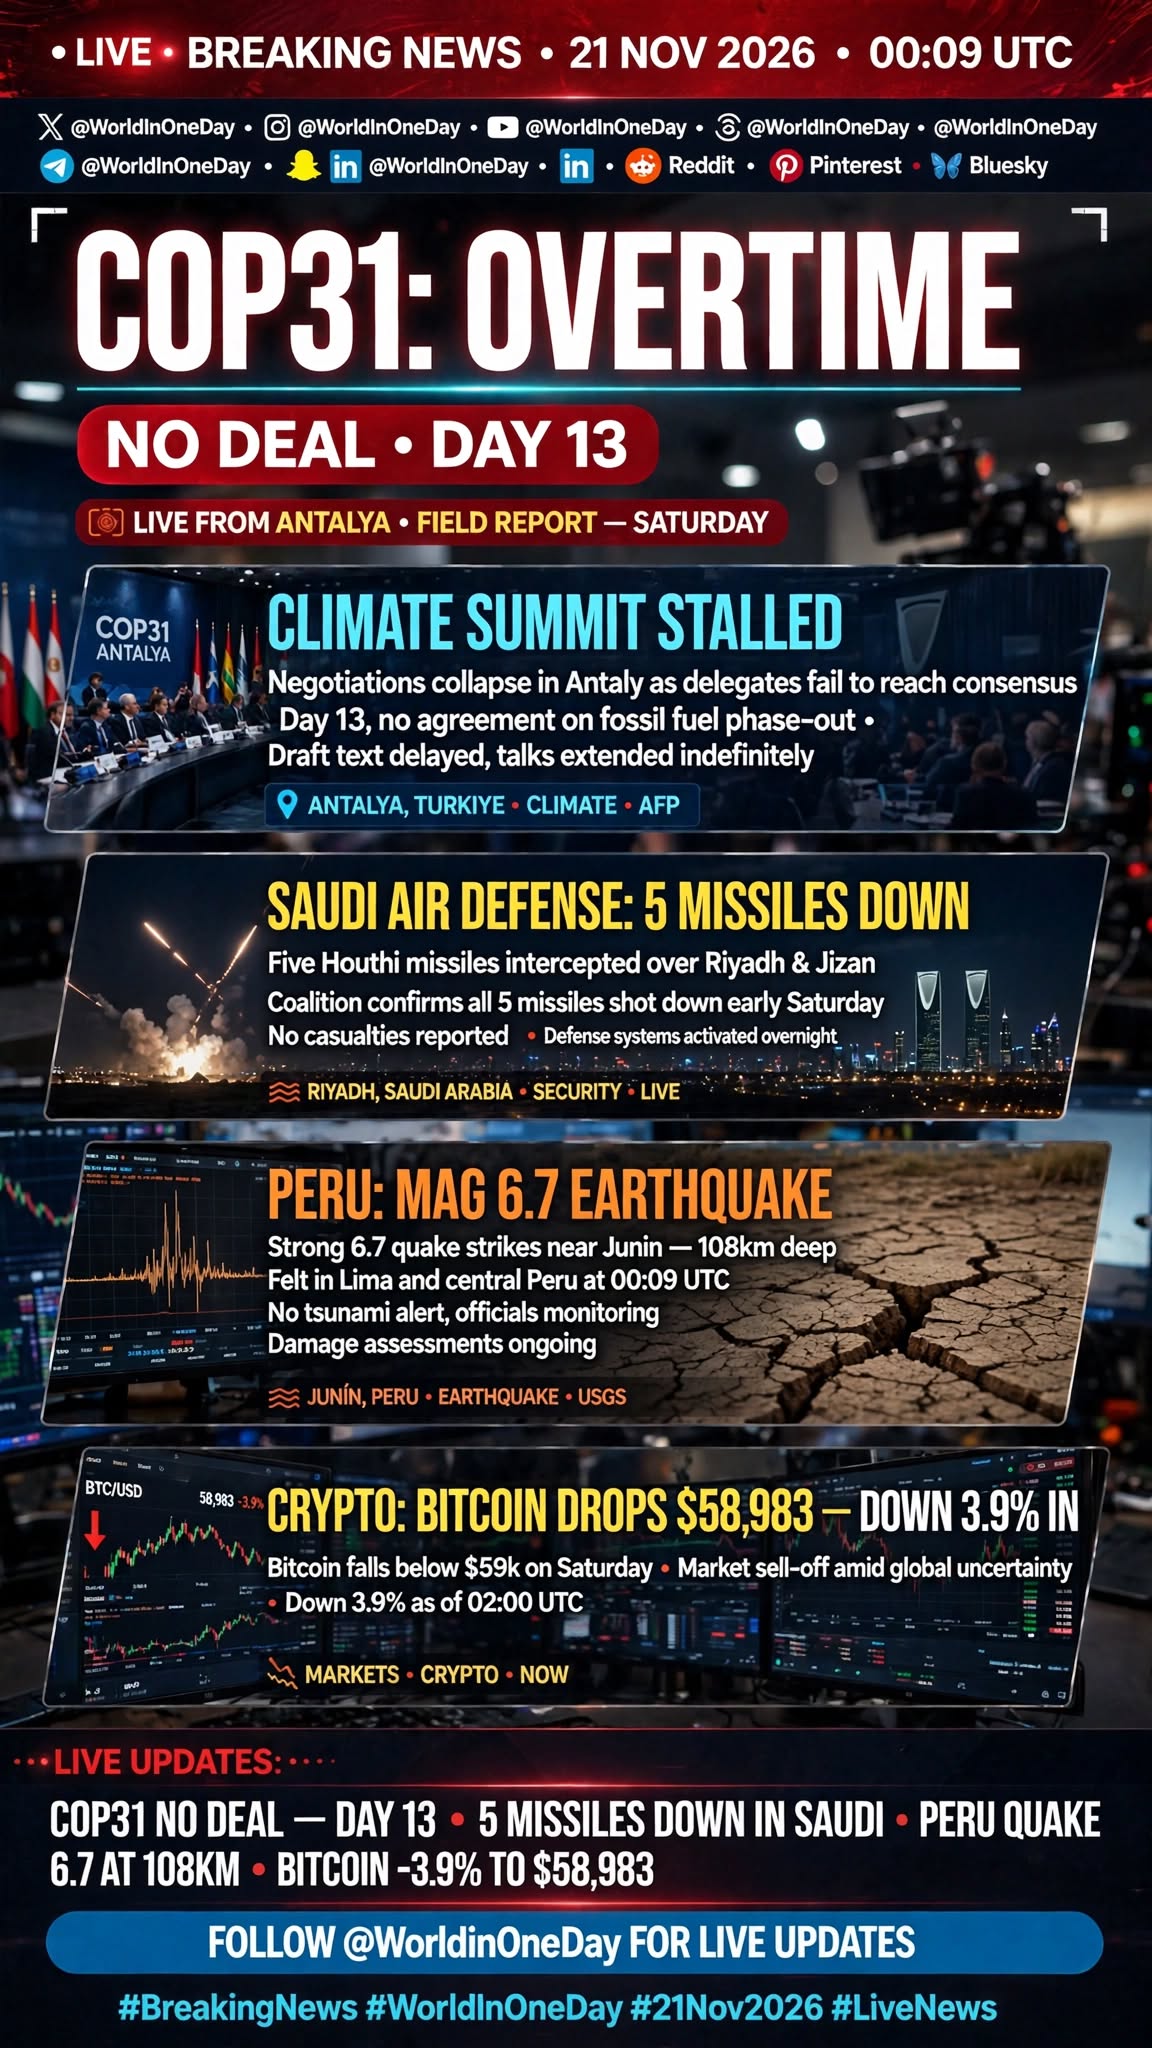 • LIVE • BREAKING NEWS • 21 NOV 2026 • 00:09 UTC
@WorldInOneDay • @WorldInOneDay • @WorldInOneDay • @WorldInOneDay • @WorldInOneDay
@WorldInOneDay • in @WorldInOneDay • in • Reddit • Pinterest • Bluesky
COP31: OVERTIME
NO DEAL • DAY 13
LIVE FROM ANTALYA • FIELD REPORT — SATURDAY
COP31
ANTALYA
CLIMATE SUMMIT STALLED
Negotiations collapse in Antaly as delegates fail to reach consensus
Day 13, no agreement on fossil fuel phase-out •
Draft text delayed, talks extended indefinitely
ANTALYA, TURKIYE • CLIMATE • AFP
SAUDI AIR DEFENSE: 5 MISSILES DOWN
Five Houthi missiles intercepted over Riyadh & Jizan
Coalition confirms all 5 missiles shot down early Saturday
No casualties reported • Defense systems activated overnight
RIYADH, SAUDI ARABIA • SECURITY • LIVE
PERU: MAG 6.7 EARTHQUAKE
Strong 6.7 quake strikes near Junin — 108km deep
Felt in Lima and central Peru at 00:09 UTC
No tsunami alert, officials monitoring
Damage assessments ongoing
JUNÍN, PERU • EARTHQUAKE • USGS
BTC/USD
58,983 -3.9%
CRYPTO: BITCOIN DROPS $58,983 — DOWN 3.9% IN
Bitcoin falls below $59k on Saturday • Market sell-off amid global uncertainty
• Down 3.9% as of 02:00 UTC
MARKETS • CRYPTO • NOW
LIVE UPDATES:
COP31 NO DEAL — DAY 13 • 5 MISSILES DOWN IN SAUDI • PERU QUAKE
6.7 AT 108KM • BITCOIN -3.9% TO $58,983
FOLLOW @WorldinOneDay FOR LIVE UPDATES
#BreakingNews #WorldInOneDay #21Nov2026 #LiveNews